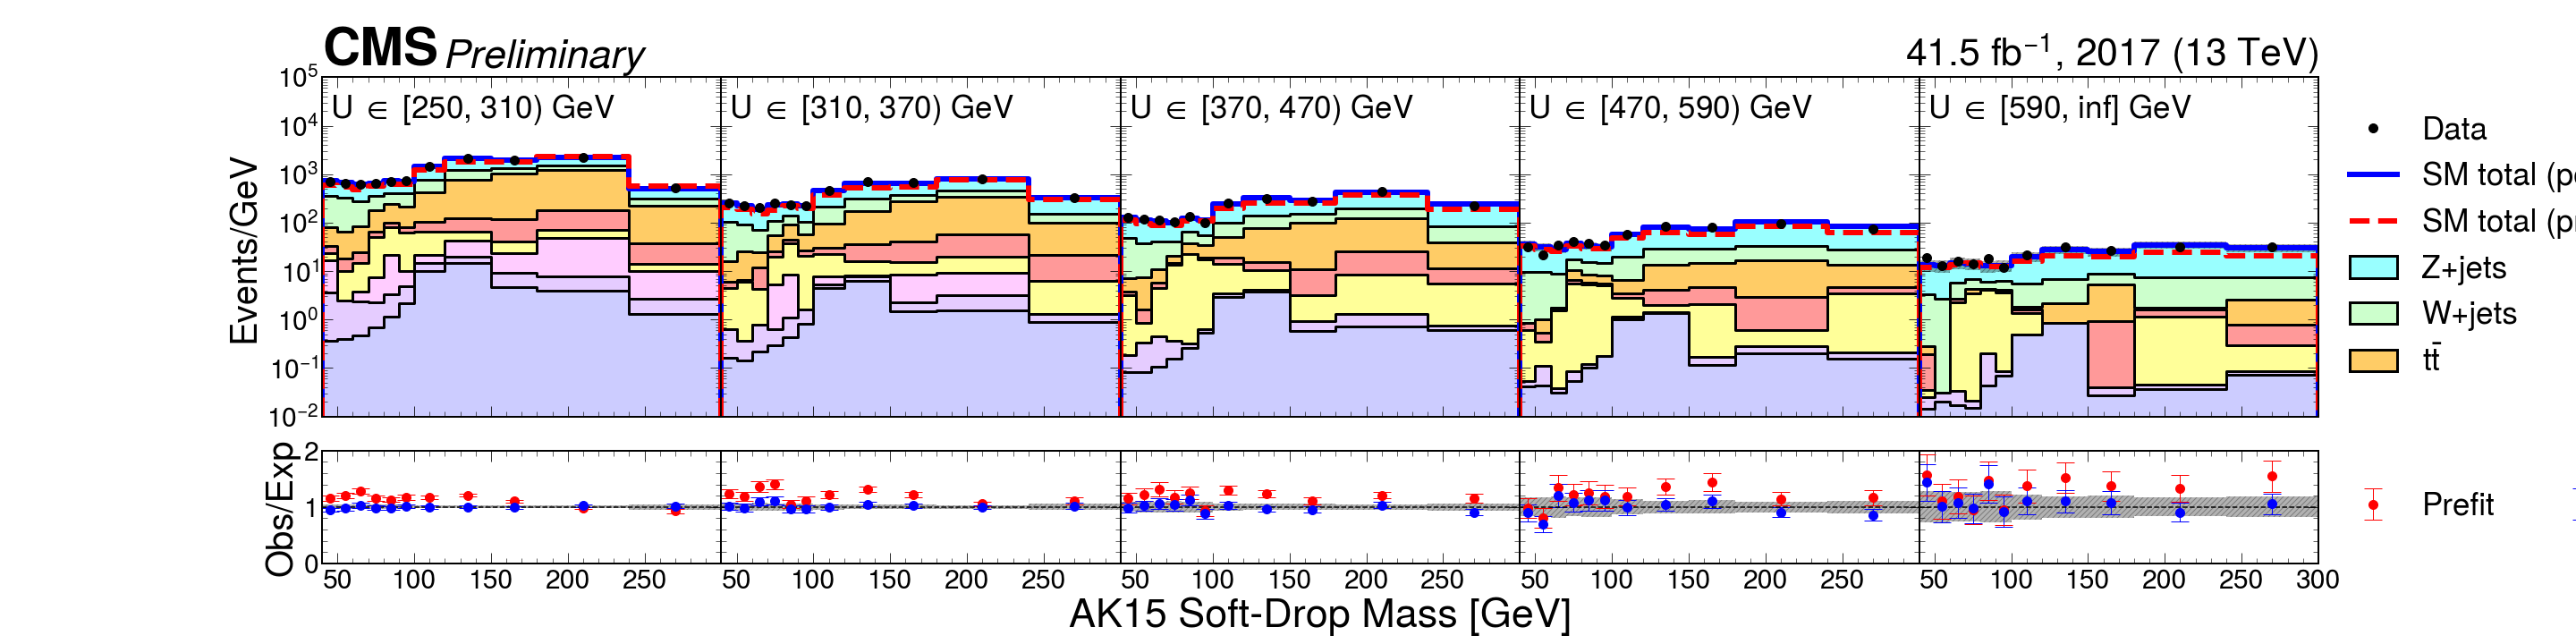 CMS Preliminary
41.5 fb⁻¹, 2017 (13 TeV)
Events/GeV
10⁵
10⁴
10³
10²
10¹
10⁰
10⁻¹
10⁻²
U ∈ [250, 310) GeV
U ∈ [310, 370) GeV
U ∈ [370, 470) GeV
U ∈ [470, 590) GeV
U ∈ [590, inf] GeV
Data
SM total (po
SM total (pr
Z+jets
W+jets
tt̄
Obs/Exp
2
1
0
Prefit
50 100 150 200 250 50 100 150 200 250 50 100 150 200 250 50 100 150 200 250 50 100 150 200 250 300
AK15 Soft-Drop Mass [GeV]